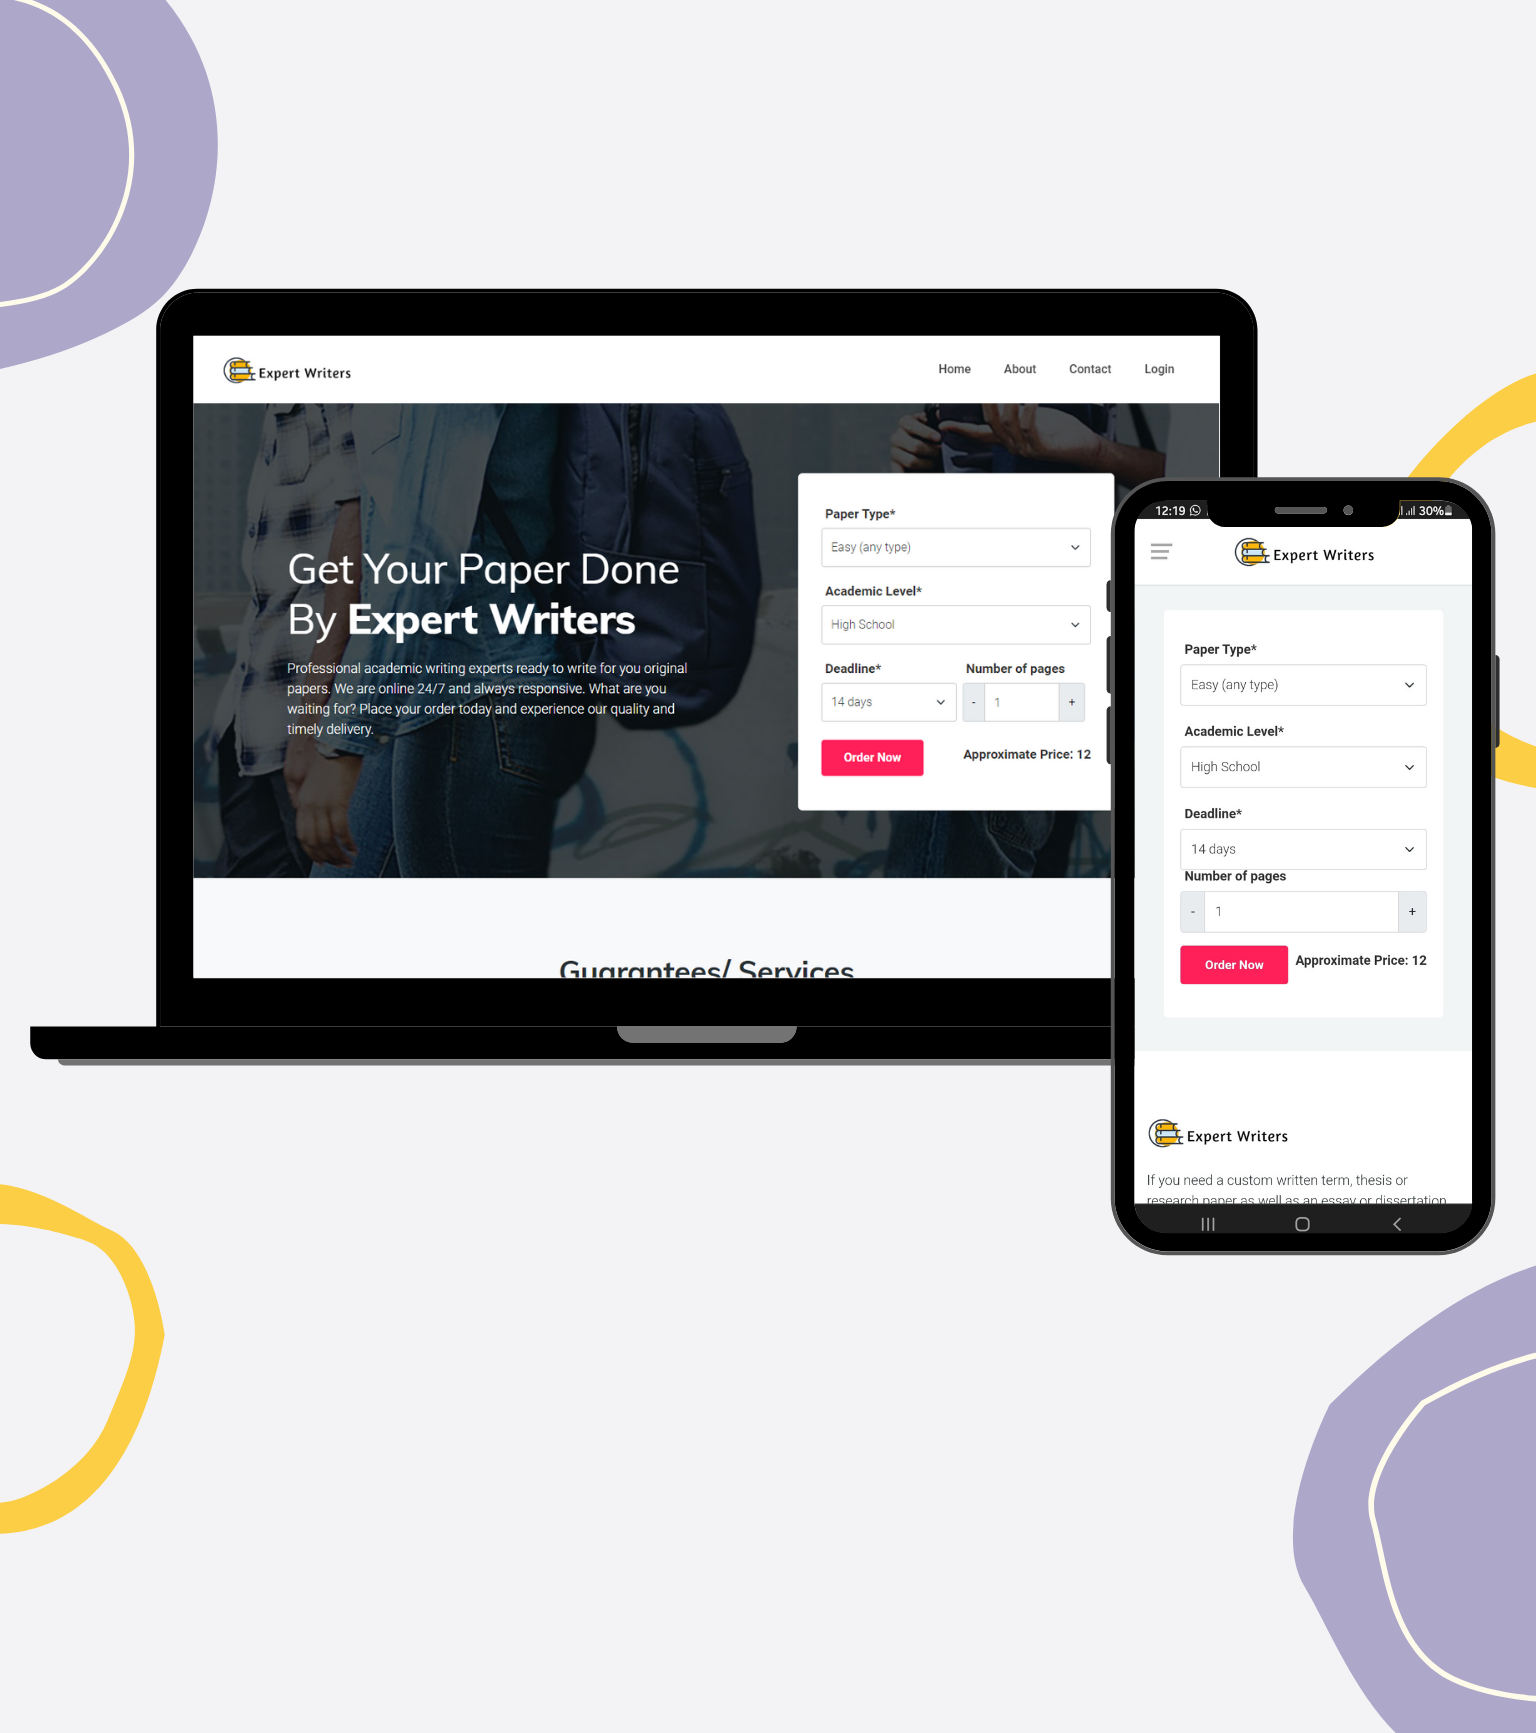 Expert Writers
Home About Contact Login
Get Your Paper Done
By Expert Writers
Professional academic writing experts ready to write for you original
papers. We are online 24/7 and always responsive. What are you
waiting for? Place your order today and experience our quality and
timely delivery.
Paper Type*
Easy (any type)
Academic Level*
High School
Deadline* Number of pages
14 days - 1 +
Order Now Approximate Price: 12
Guarantees/ Services
12:19 30%
Expert Writers
Paper Type*
Easy (any type)
Academic Level*
High School
Deadline*
14 days
Number of pages
- 1 +
Order Now Approximate Price: 12
Expert Writers
If you need a custom written term, thesis or
research paper as well as an essay or dissertation